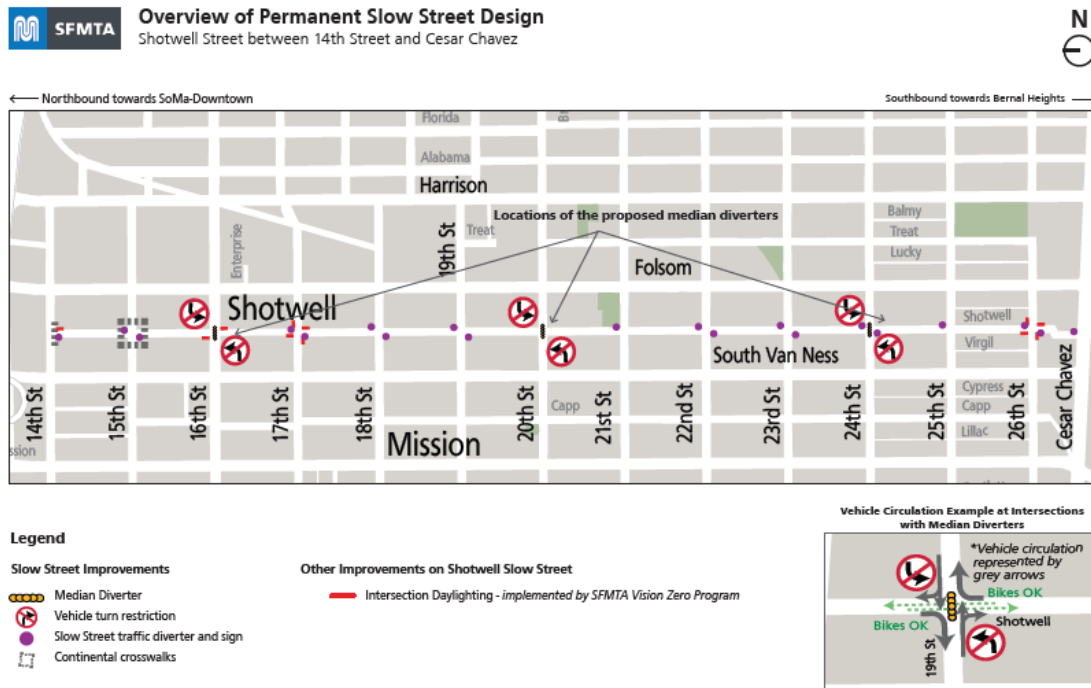 SFMTA
Overview of Permanent Slow Street Design
Shotwell Street between 14th Street and Cesar Chavez
N
Northbound towards SoMa-Downtown
Southbound towards Bernal Heights
Florida
Alabama
Harrison
Locations of the proposed median diverters
Balmy
Treat
Lucky
Treat
19th St
Enterprise
Folsom
Shotwell
Shotwell
Virgil
South Van Ness
14th St
15th St
16th St
17th St
18th St
20th St
21st St
22nd St
23rd St
24th St
25th St
26th St
Cesar Chavez
Capp
Cypress
Capp
Lillac
Mission
ssion
Legend
Slow Street Improvements
Median Diverter
Vehicle turn restriction
Slow Street traffic diverter and sign
Continental crosswalks
Other Improvements on Shotwell Slow Street
Intersection Daylighting - implemented by SFMTA Vision Zero Program
Vehicle Circulation Example at Intersections
with Median Diverters
*Vehicle circulation
represented by
grey arrows
Bikes OK
Bikes OK
Shotwell
19th St